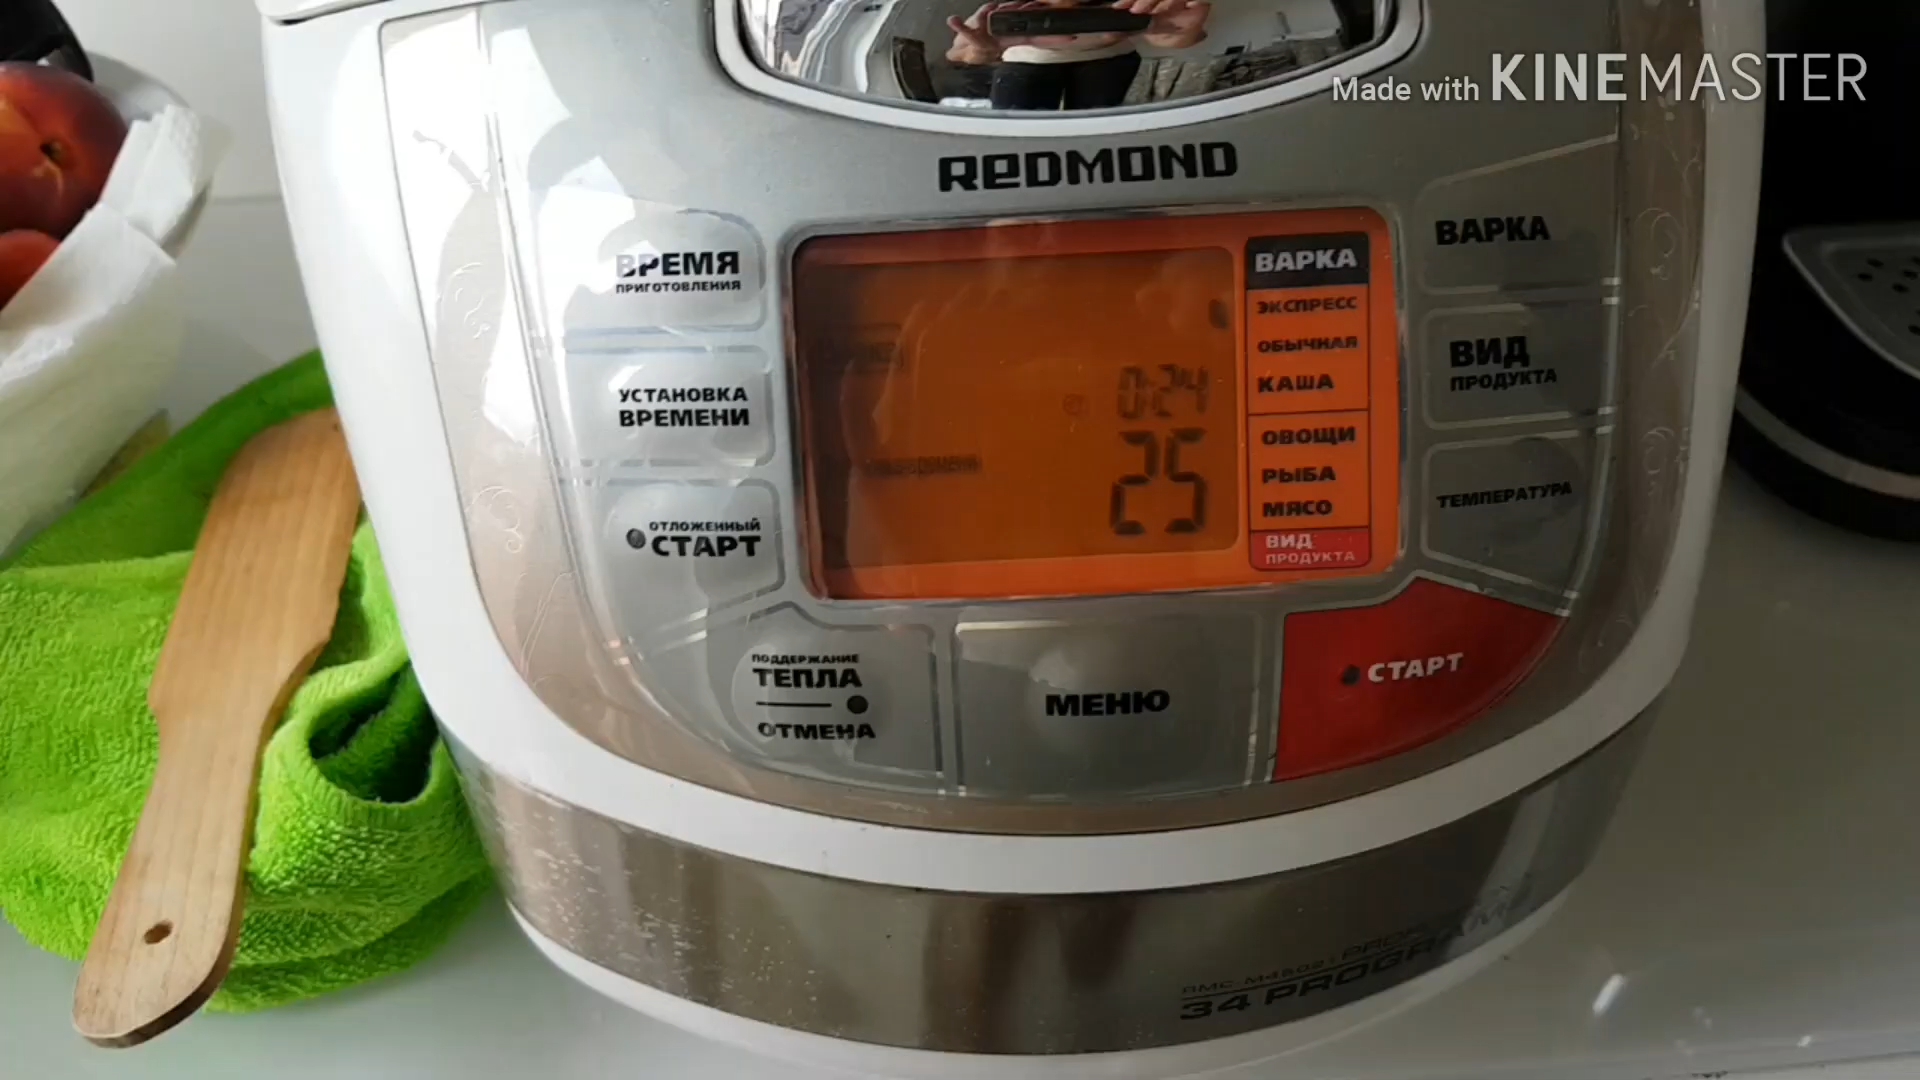 Made with KINEMASTER
REDMOND
ВРЕМЯ
ПРИГОТОВЛЕНИЯ
УСТАНОВКА
ВРЕМЕНИ
ОТЛОЖЕННЫЙ
СТАРТ
0:24
25
ВАРКА
ЭКСПРЕСС
ОБЫЧНАЯ
КАША
ОВОЩИ
РЫБА
МЯСО
ВИД
ПРОДУКТА
ВАРКА
ВИД
ПРОДУКТА
ТЕМПЕРАТУРА
ПОДДЕРЖАНИЕ
ТЕПЛА
ОТМЕНА
МЕНЮ
СТАРТ
34 PROGRAMS